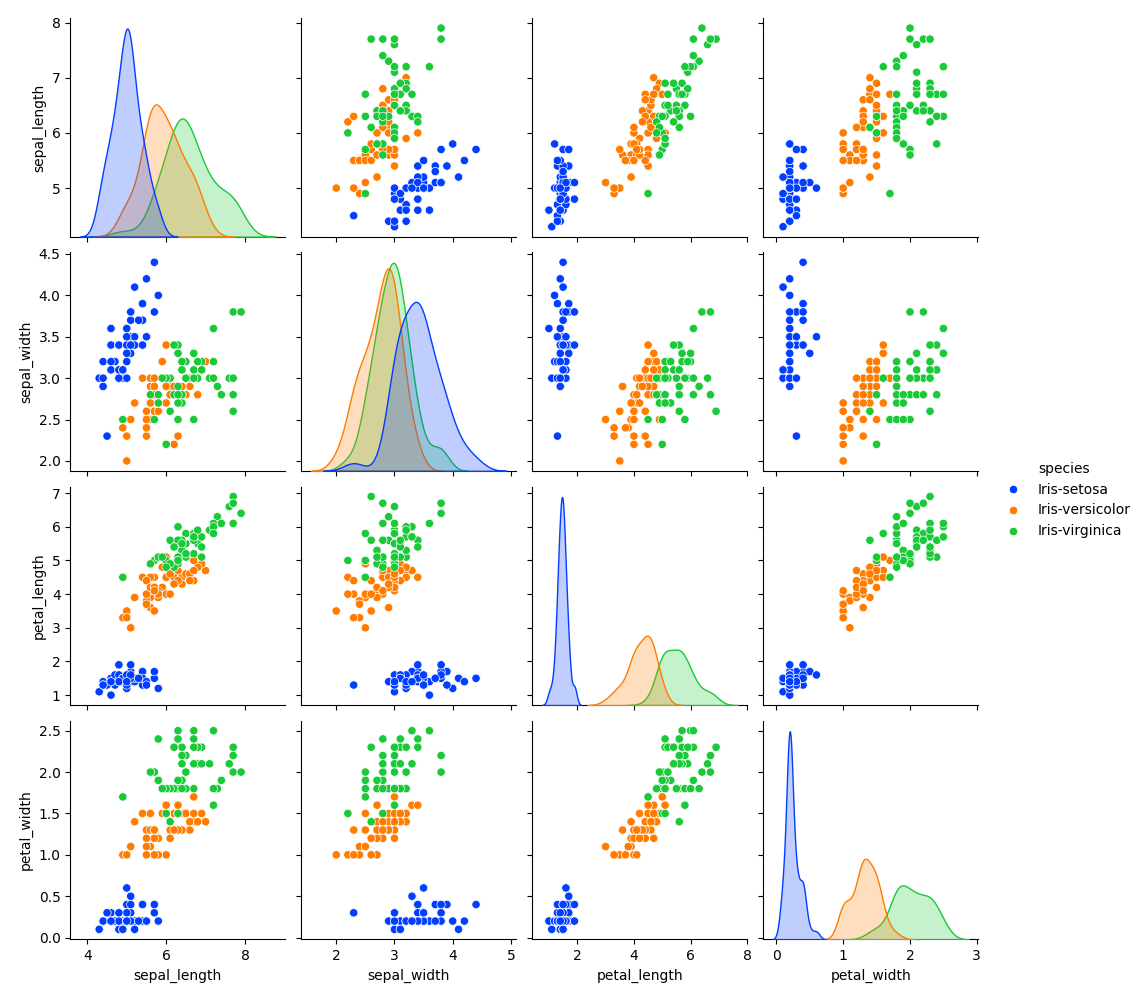 sepal_length
8
7
6
5
sepal_width
4.5
4.0
3.5
3.0
2.5
2.0
species
Iris-setosa
Iris-versicolor
Iris-virginica
petal_length
7
6
5
4
3
2
1
petal_width
2.5
2.0
1.5
1.0
0.5
0.0
4 6 8
2 3 4 5
2 4 6 8
0 1 2 3
sepal_length sepal_width petal_length petal_width